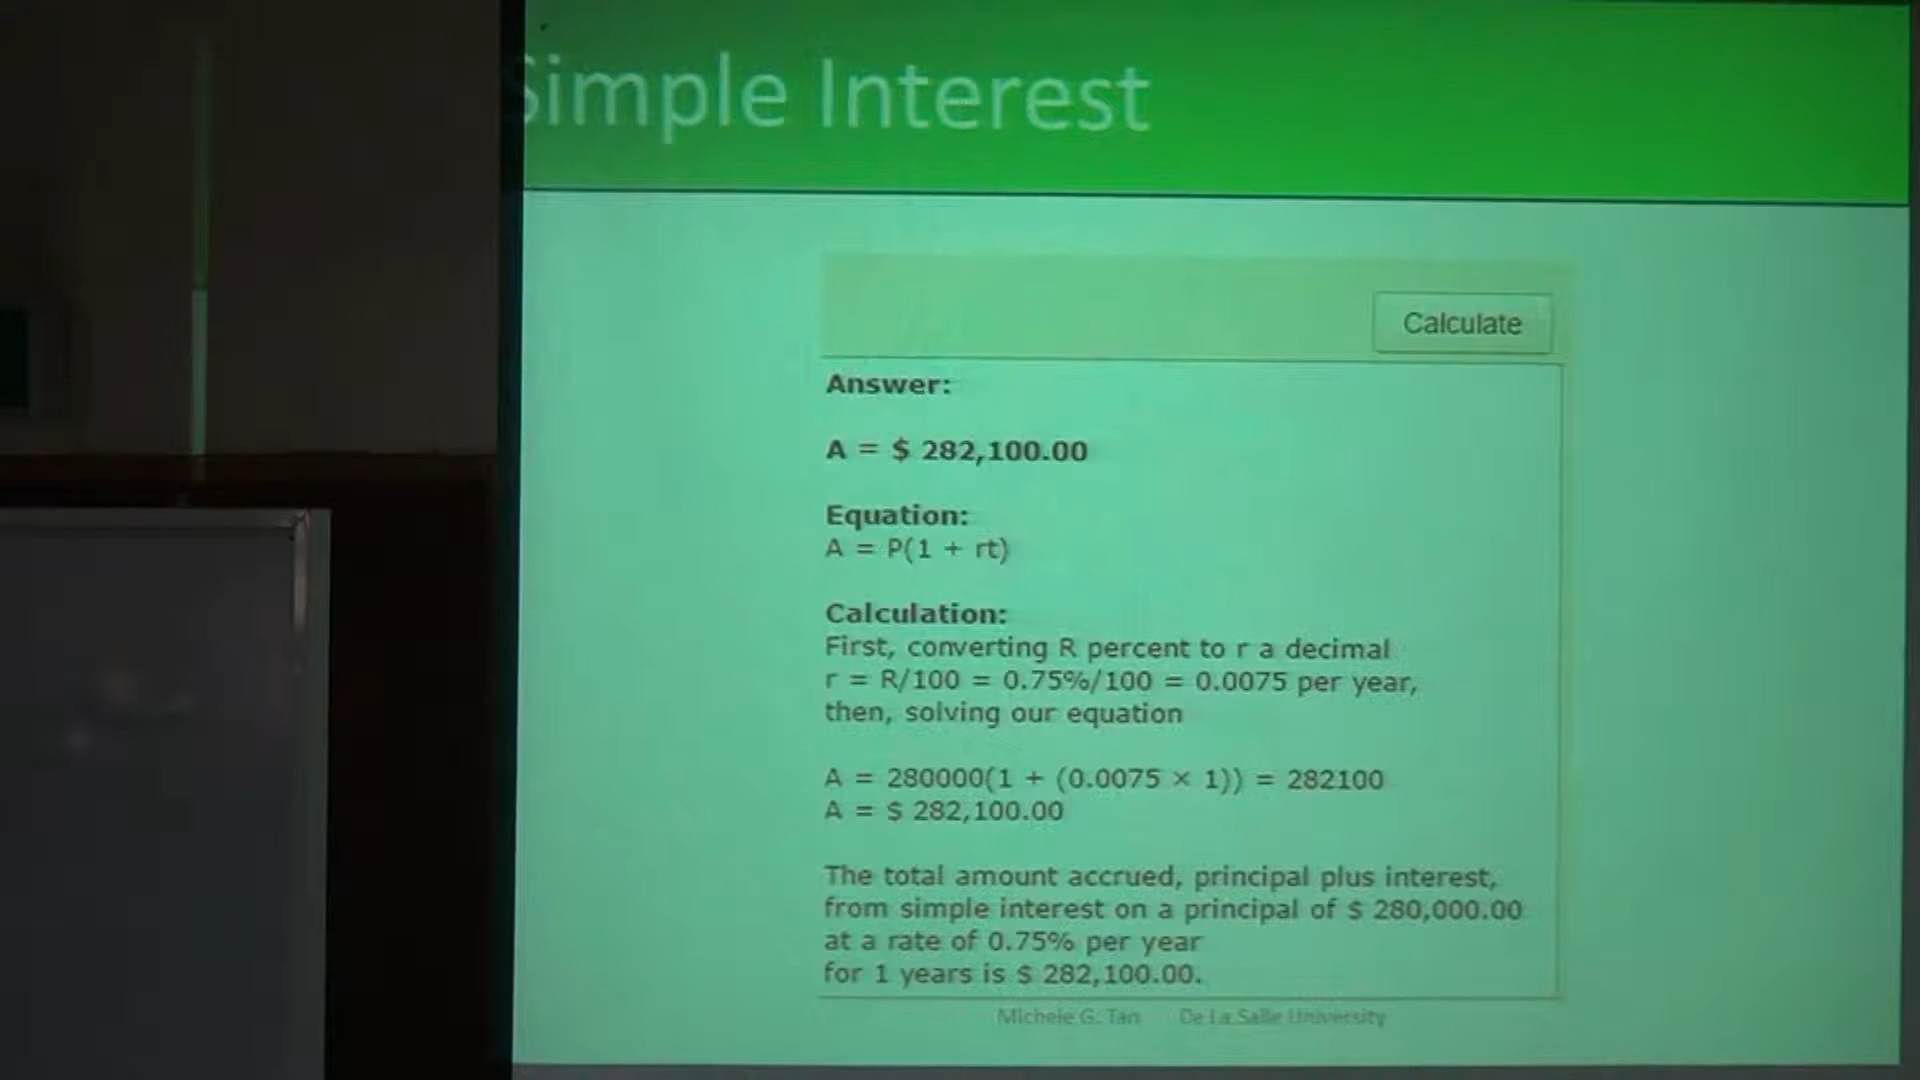 Simple Interest
Calculate
Answer:
A = $ 282,100.00
Equation:
A = P(1 + rt)
Calculation:
First, converting R percent to r a decimal
r = R/100 = 0.75%/100 = 0.0075 per year,
then, solving our equation
A = 280000(1 + (0.0075 × 1)) = 282100
A = $ 282,100.00
The total amount accrued, principal plus interest,
from simple interest on a principal of $ 280,000.00
at a rate of 0.75% per year
for 1 years is $ 282,100.00.
Michele G. Tan De La Salle University